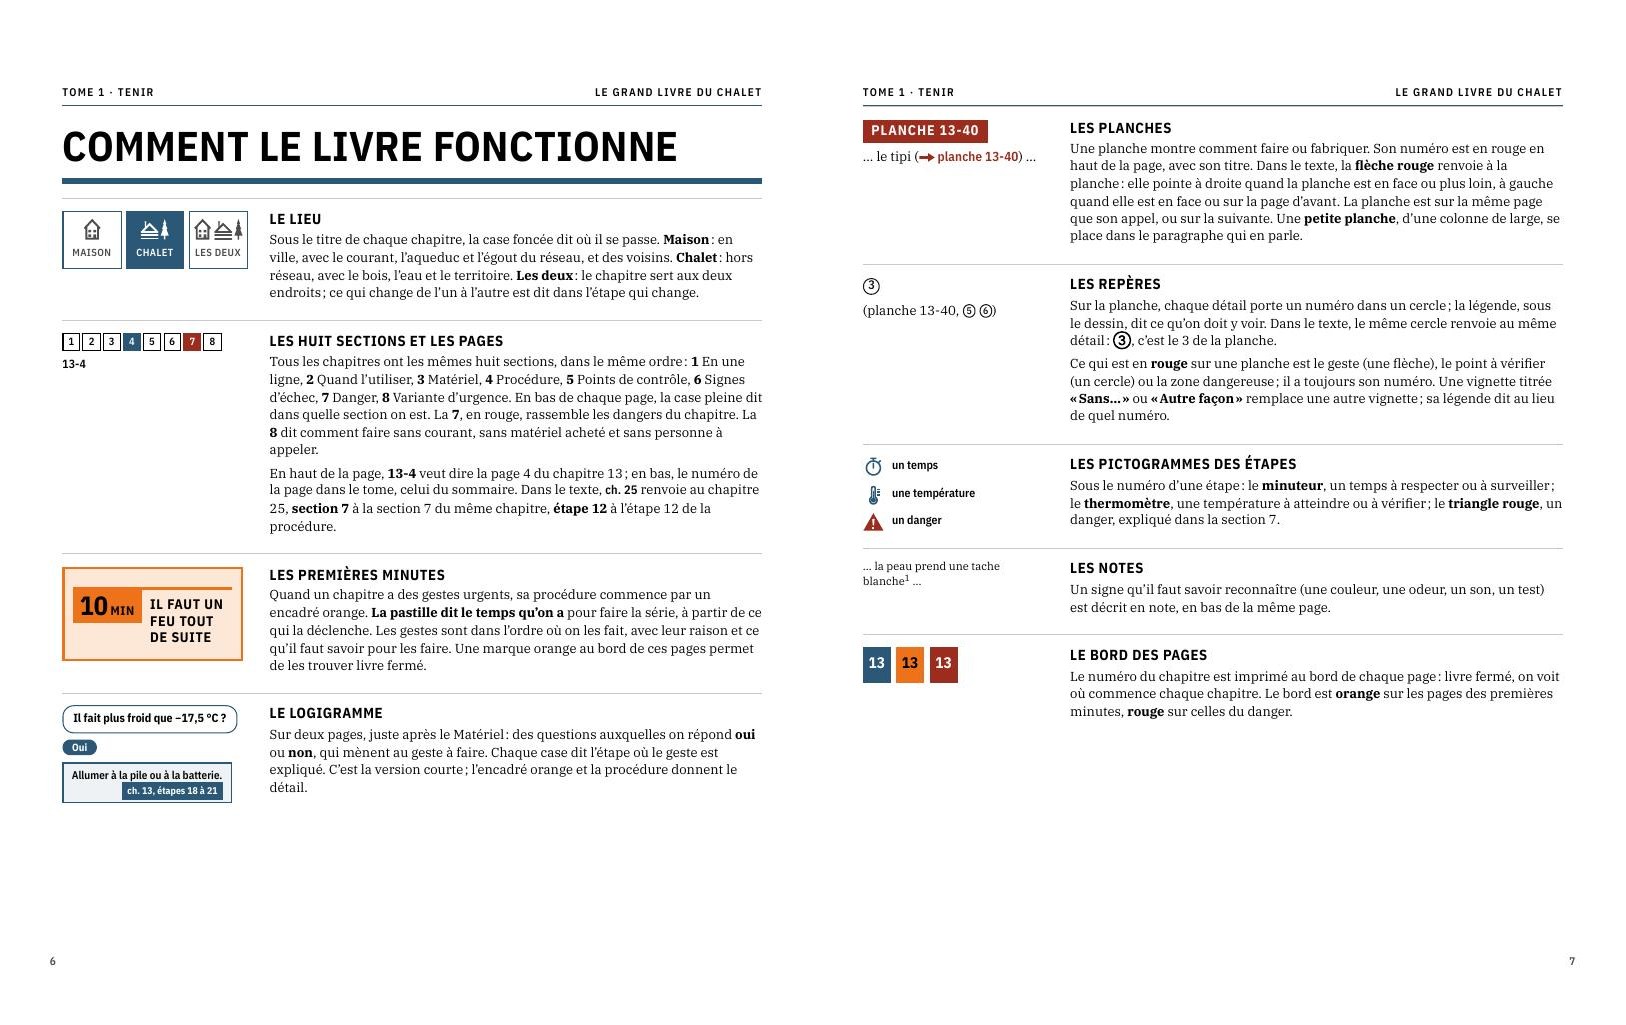 TOME 1 · TENIR
LE GRAND LIVRE DU CHALET
COMMENT LE LIVRE FONCTIONNE
MAISON
CHALET
LES DEUX
LE LIEU
Sous le titre de chaque chapitre, la case foncée dit où il se passe. Maison : en
ville, avec le courant, l’aqueduc et l’égout du réseau, et des voisins. Chalet : hors
réseau, avec le bois, l’eau et le territoire. Les deux : le chapitre sert aux deux
endroits ; ce qui change de l’un à l’autre est dit dans l’étape qui change.
1 2 3 4 5 6 7 8
13-4
LES HUIT SECTIONS ET LES PAGES
Tous les chapitres ont les mêmes huit sections, dans le même ordre : 1 En une
ligne, 2 Quand l’utiliser, 3 Matériel, 4 Procédure, 5 Points de contrôle, 6 Signes
d’échec, 7 Danger, 8 Variante d’urgence. En bas de chaque page, la case pleine dit
dans quelle section on est. La 7, en rouge, rassemble les dangers du chapitre. La
8 dit comment faire sans courant, sans matériel acheté et sans personne à
appeler.
En haut de la page, 13-4 veut dire la page 4 du chapitre 13 ; en bas, le numéro de
la page dans le tome, celui du sommaire. Dans le texte, ch. 25 renvoie au chapitre
25, section 7 à la section 7 du même chapitre, étape 12 à l’étape 12 de la
procédure.
10 MIN
IL FAUT UN
FEU TOUT
DE SUITE
LES PREMIÈRES MINUTES
Quand un chapitre a des gestes urgents, sa procédure commence par un
encadré orange. La pastille dit le temps qu’on a pour faire la série, à partir de ce
qui la déclenche. Les gestes sont dans l’ordre où on les fait, avec leur raison et ce
qu’il faut savoir pour les faire. Une marque orange au bord de ces pages permet
de les trouver livre fermé.
Il fait plus froid que −17,5 °C ?
Oui
Allumer à la pile ou à la batterie.
ch. 13, étapes 18 à 21
LE LOGIGRAMME
Sur deux pages, juste après le Matériel : des questions auxquelles on répond oui
ou non, qui mènent au geste à faire. Chaque case dit l’étape où le geste est
expliqué. C’est la version courte ; l’encadré orange et la procédure donnent le
détail.
6
TOME 1 · TENIR
LE GRAND LIVRE DU CHALET
PLANCHE 13-40
... le tipi (➞ planche 13-40) ...
LES PLANCHES
Une planche montre comment faire ou fabriquer. Son numéro est en rouge en
haut de la page, avec son titre. Dans le texte, la flèche rouge renvoie à la
planche : elle pointe à droite quand la planche est en face ou plus loin, à gauche
quand elle est en face ou sur la page d’avant. La planche est sur la même page
que son appel, ou sur la suivante. Une petite planche, d’une colonne de large, se
place dans le paragraphe qui en parle.
③
(planche 13-40, ⑤ ⑥)
LES REPÈRES
Sur la planche, chaque détail porte un numéro dans un cercle ; la légende, sous
le dessin, dit ce qu’on doit y voir. Dans le texte, le même cercle renvoie au même
détail : ③, c’est le 3 de la planche.
Ce qui est en rouge sur une planche est le geste (une flèche), le point à vérifier
(un cercle) ou la zone dangereuse ; il a toujours son numéro. Une vignette titrée
« Sans... » ou « Autre façon » remplace une autre vignette ; sa légende dit au lieu
de quel numéro.
un temps
une température
un danger
LES PICTOGRAMMES DES ÉTAPES
Sous le numéro d’une étape : le minuteur, un temps à respecter ou à surveiller ;
le thermomètre, une température à atteindre ou à vérifier ; le triangle rouge, un
danger, expliqué dans la section 7.
... la peau prend une tache
blanche¹ ...
LES NOTES
Un signe qu’il faut savoir reconnaître (une couleur, une odeur, un son, un test)
est décrit en note, en bas de la même page.
13 13 13
LE BORD DES PAGES
Le numéro du chapitre est imprimé au bord de chaque page : livre fermé, on voit
où commence chaque chapitre. Le bord est orange sur les pages des premières
minutes, rouge sur celles du danger.
7